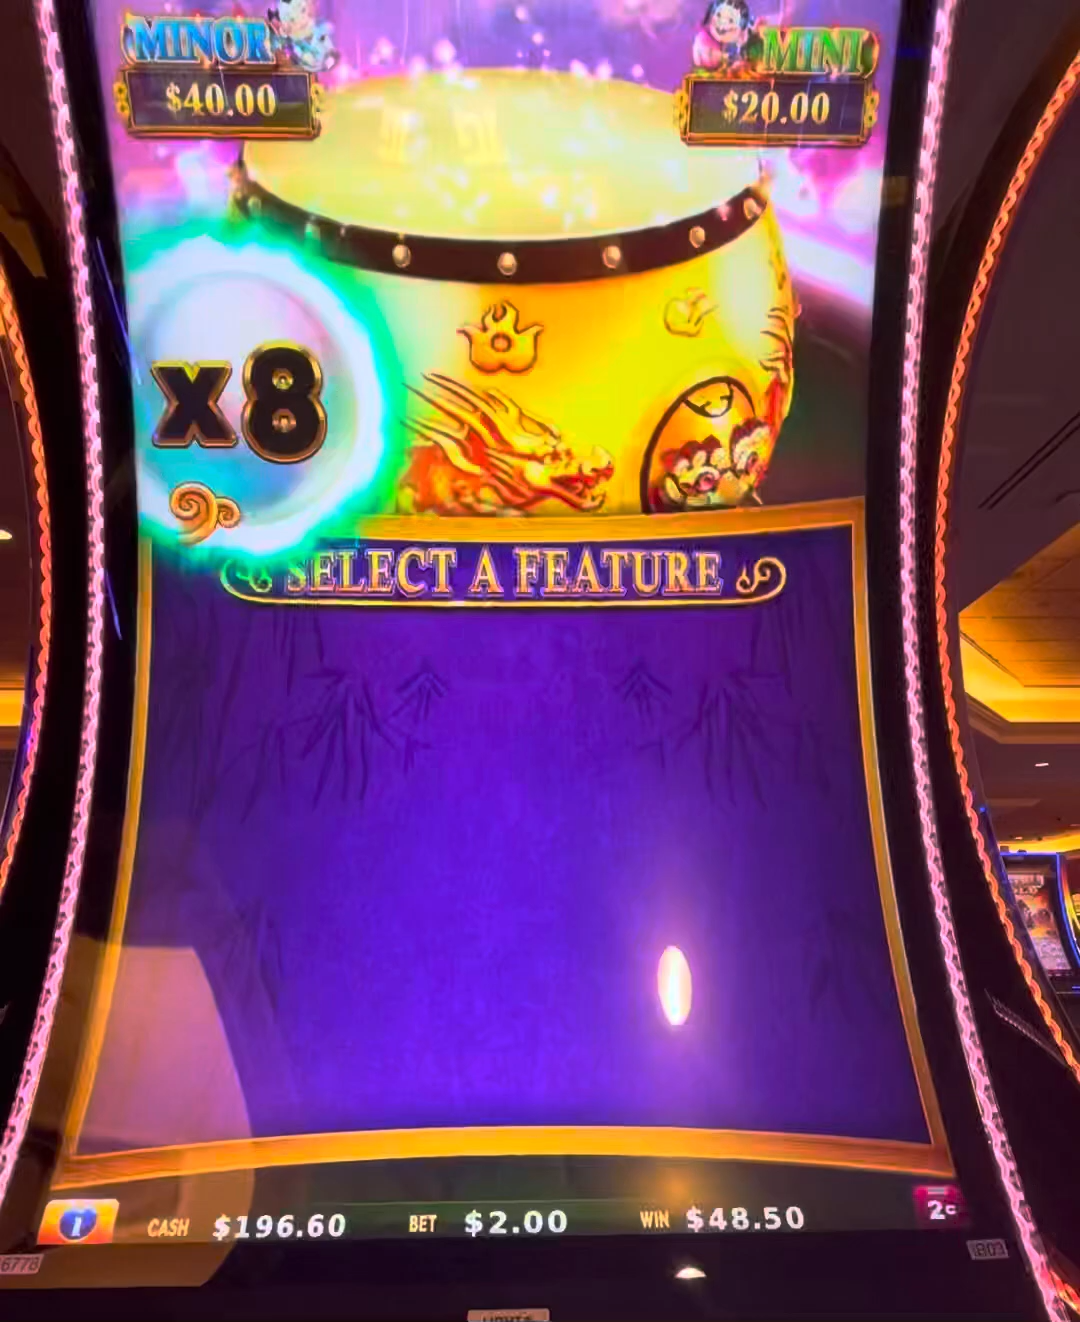 MINOR
$40.00
MINI
$20.00
x8
SELECT A FEATURE
CASH $196.60 BET $2.00 WIN $48.50 2¢
6778